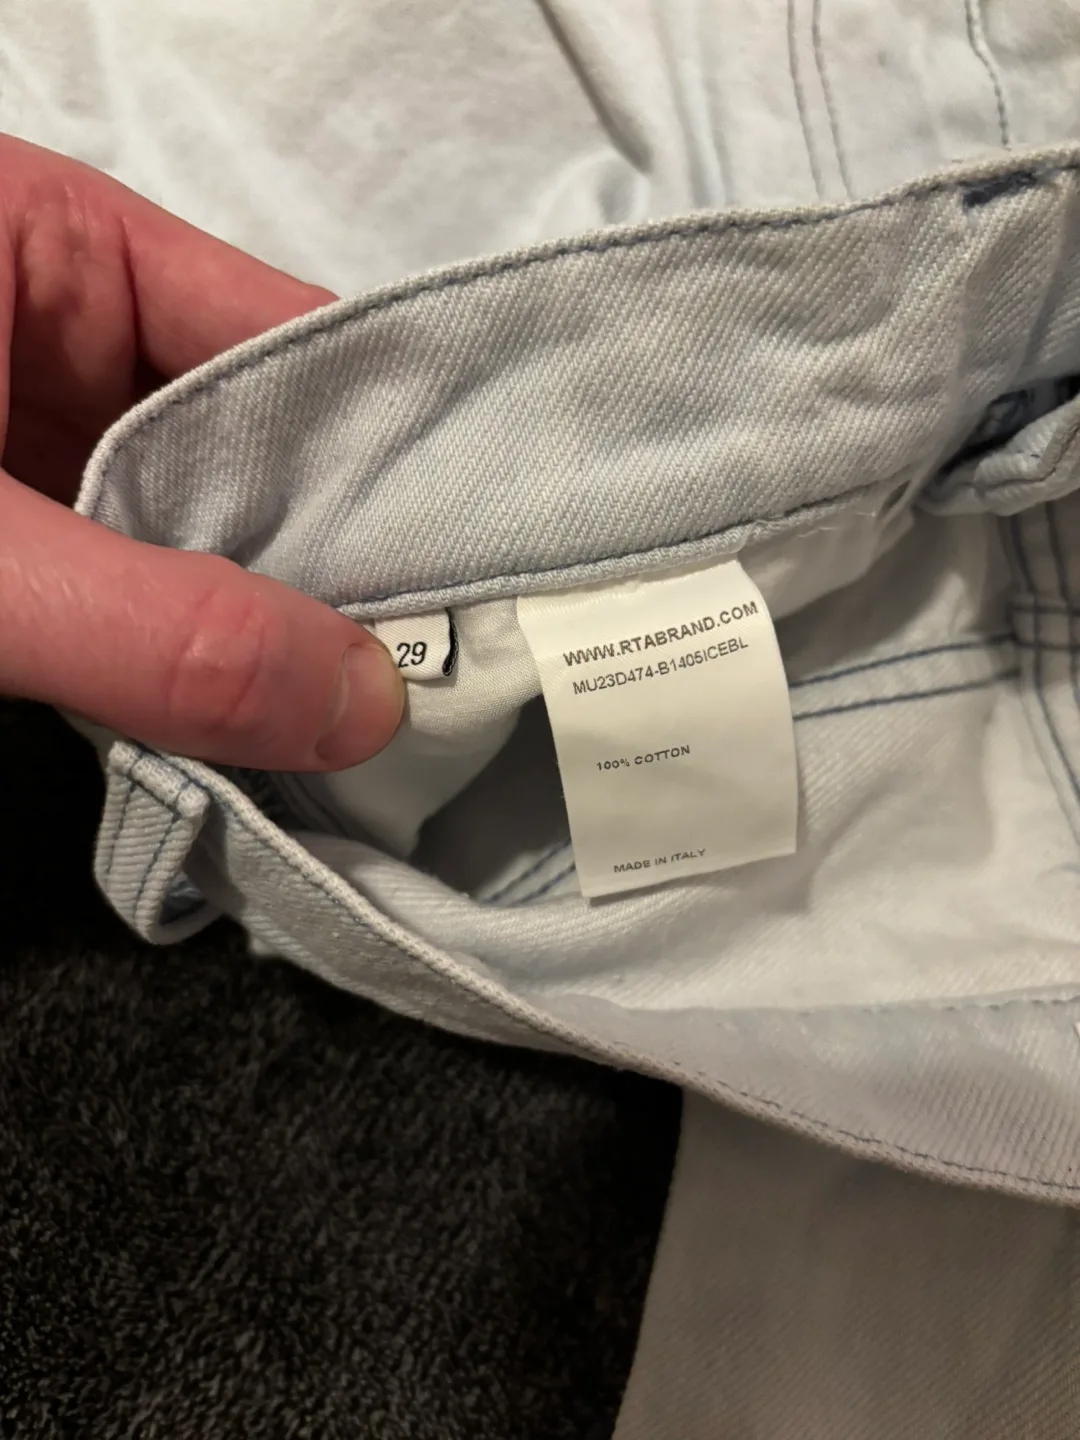 29
WWW.RTABRAND.COM
MU23D474-B1405ICEBL
100% COTTON
MADE IN ITALY